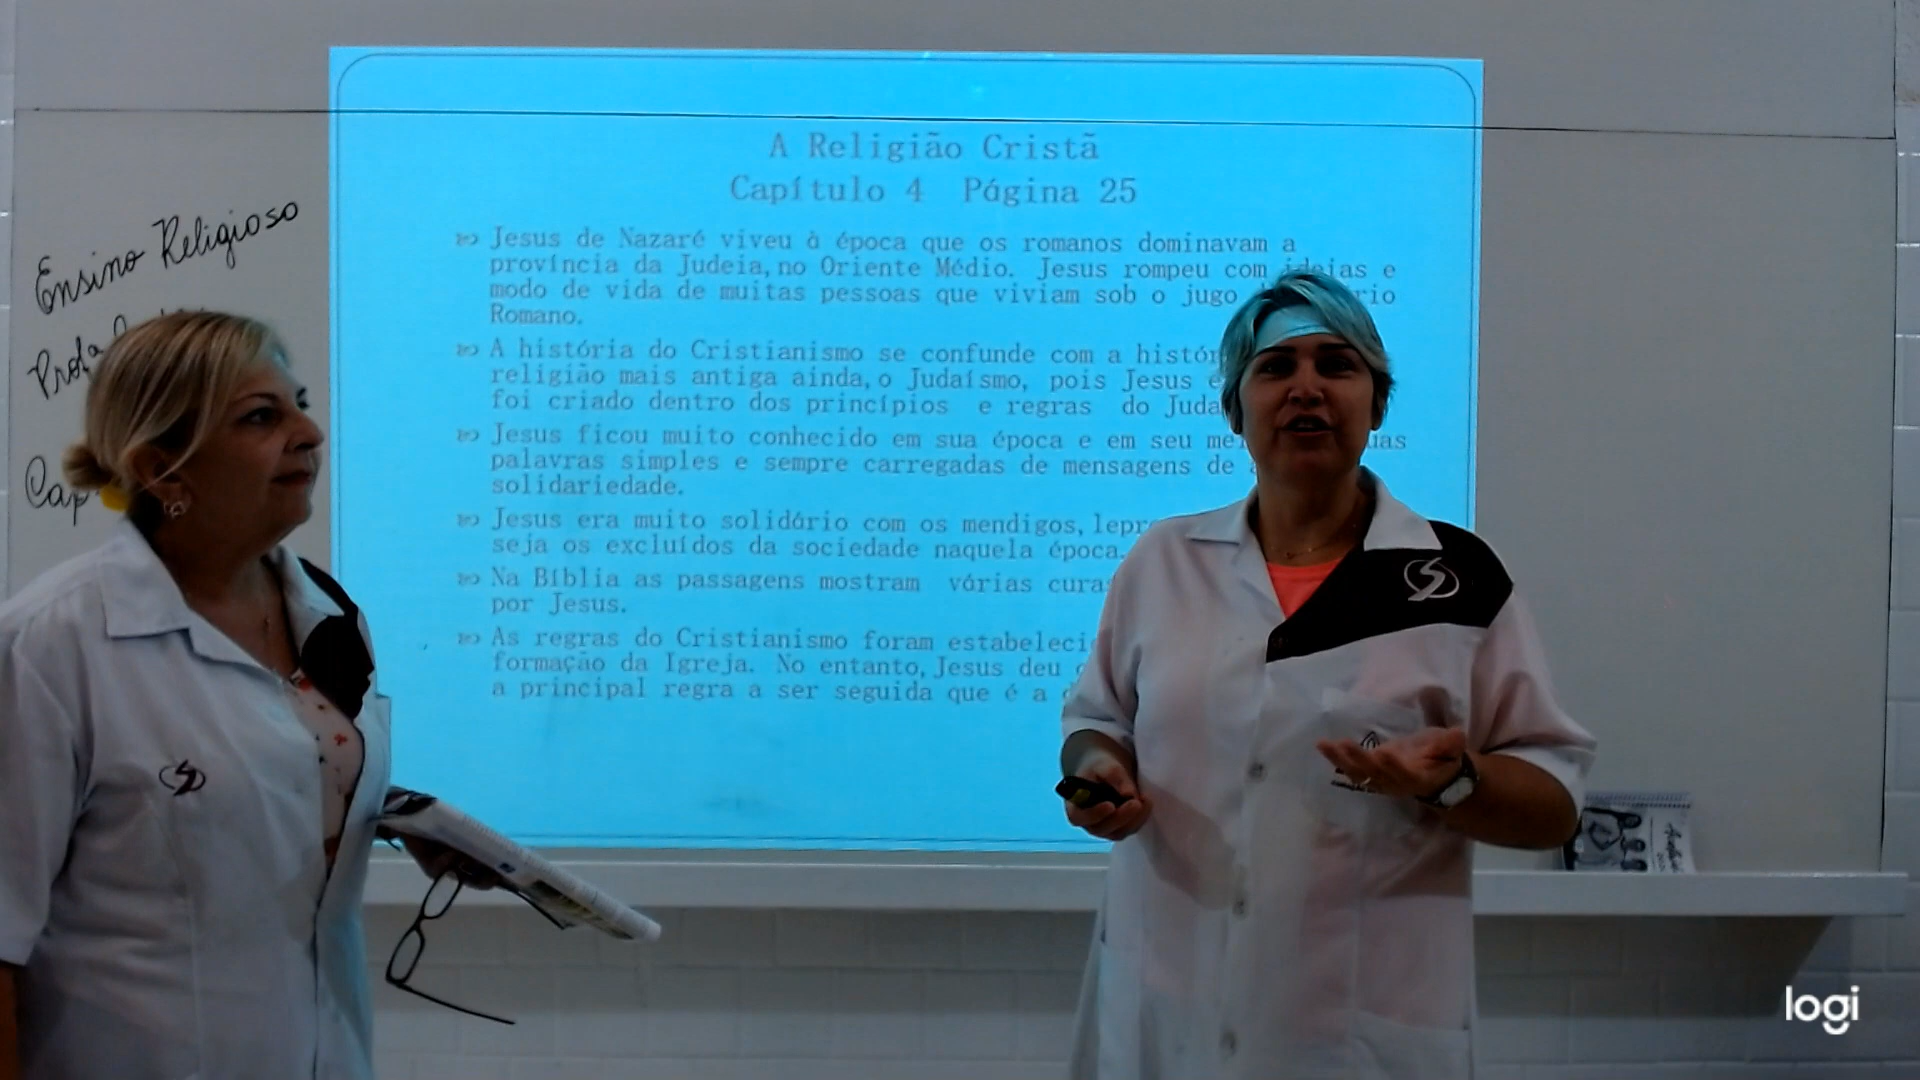 A Religião Cristã
Capítulo 4 Página 25
Jesus de Nazaré viveu à época que os romanos dominavam a
província da Judeia, no Oriente Médio. Jesus rompeu com ideias e
modo de vida de muitas pessoas que viviam sob o jugo
Romano.
A história do Cristianismo se confunde com a
religião mais antiga ainda, o Judaísmo, pois Jesus
foi criado dentro dos princípios e regras do
Jesus ficou muito conhecido em sua época e em seu
palavras simples e sempre carregadas de mensagens de
solidariedade.
Jesus era muito solidário com os mendigos,
seja os excluídos da sociedade naquela época.
Na Bíblia as passagens mostram várias
por Jesus.
As regras do Cristianismo foram
formação da Igreja. No entanto, Jesus deu
a principal regra a ser seguida que é a
Ensino Religioso
Profa
logi